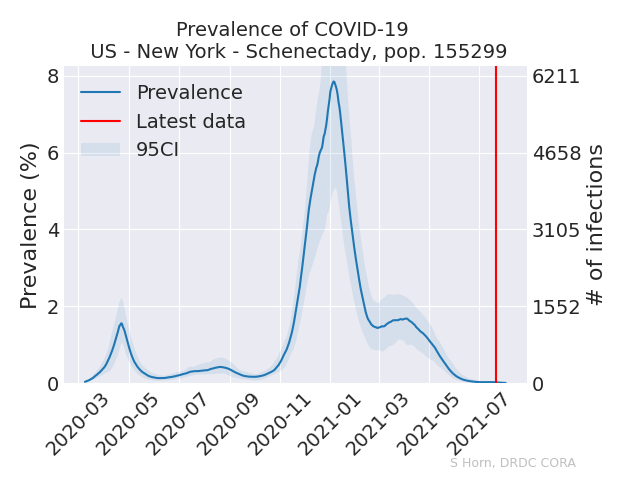 Prevalence of COVID-19
US - New York - Schenectady, pop. 155299
Prevalence
Latest data
95CI
Prevalence (%)
8
6
4
2
0
6211
4658
3105
1552
0
# of infections
2020-03
2020-05
2020-07
2020-09
2020-11
2021-01
2021-03
2021-05
2021-07
S Horn, DRDC CORA